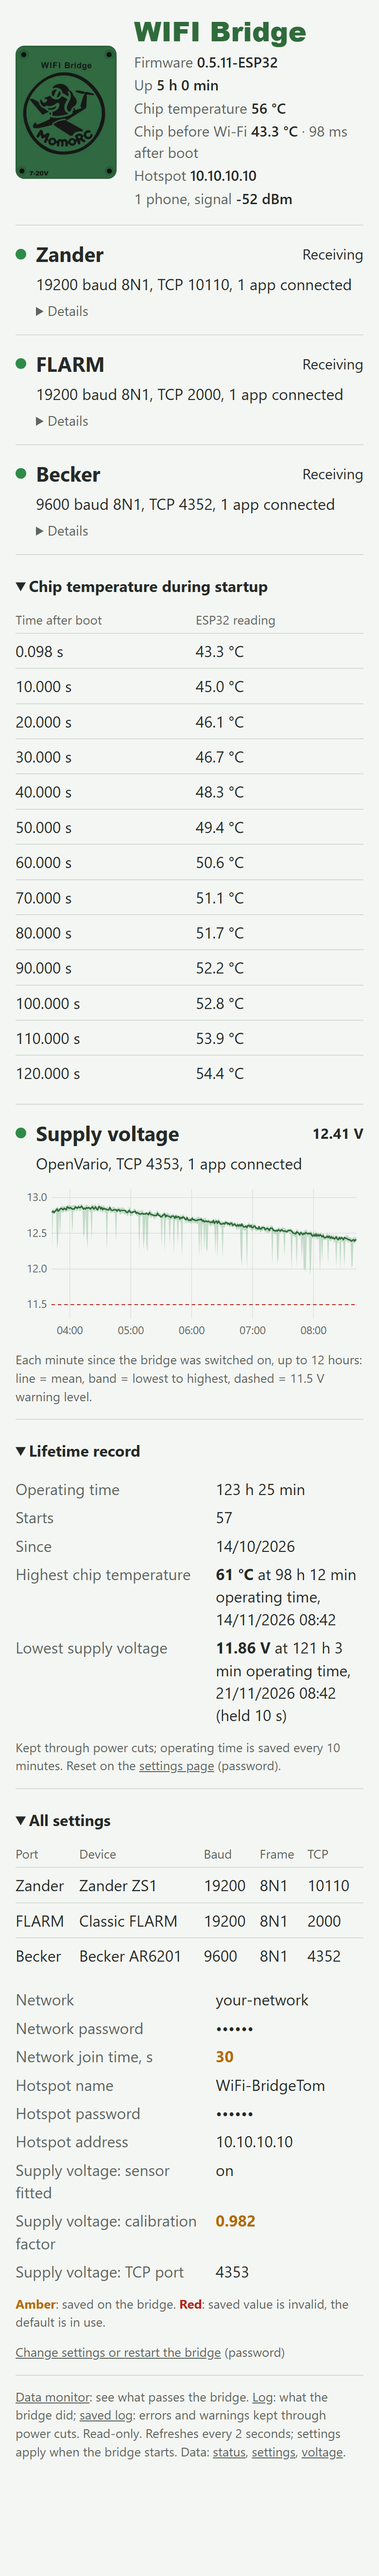 WIFI Bridge
MomoRC
7-20V
WIFI Bridge
Firmware 0.5.11-ESP32
Up 5 h 0 min
Chip temperature 56 °C
Chip before Wi-Fi 43.3 °C · 98 ms
after boot
Hotspot 10.10.10.10
1 phone, signal -52 dBm
Zander Receiving
19200 baud 8N1, TCP 10110, 1 app connected
▶ Details
FLARM Receiving
19200 baud 8N1, TCP 2000, 1 app connected
▶ Details
Becker Receiving
9600 baud 8N1, TCP 4352, 1 app connected
▶ Details
▼ Chip temperature during startup
Time after boot ESP32 reading
0.098 s 43.3 °C
10.000 s 45.0 °C
20.000 s 46.1 °C
30.000 s 46.7 °C
40.000 s 48.3 °C
50.000 s 49.4 °C
60.000 s 50.6 °C
70.000 s 51.1 °C
80.000 s 51.7 °C
90.000 s 52.2 °C
100.000 s 52.8 °C
110.000 s 53.9 °C
120.000 s 54.4 °C
Supply voltage 12.41 V
OpenVario, TCP 4353, 1 app connected
13.0
12.5
12.0
11.5
04:00 05:00 06:00 07:00 08:00
Each minute since the bridge was switched on, up to 12 hours:
line = mean, band = lowest to highest, dashed = 11.5 V
warning level.
▼ Lifetime record
Operating time 123 h 25 min
Starts 57
Since 14/10/2026
Highest chip temperature 61 °C at 98 h 12 min
operating time,
14/11/2026 08:42
Lowest supply voltage 11.86 V at 121 h 3
min operating time,
21/11/2026 08:42
(held 10 s)
Kept through power cuts; operating time is saved every 10
minutes. Reset on the settings page (password).
▼ All settings
Port Device Baud Frame TCP
Zander Zander ZS1 19200 8N1 10110
FLARM Classic FLARM 19200 8N1 2000
Becker Becker AR6201 9600 8N1 4352
Network your-network
Network password ••••••
Network join time, s 30
Hotspot name WiFi-BridgeTom
Hotspot password ••••••
Hotspot address 10.10.10.10
Supply voltage: sensor on
fitted
Supply voltage: calibration 0.982
factor
Supply voltage: TCP port 4353
Amber: saved on the bridge. Red: saved value is invalid, the
default is in use.
Change settings or restart the bridge (password)
Data monitor: see what passes the bridge. Log: what the
bridge did; saved log: errors and warnings kept through
power cuts. Read-only. Refreshes every 2 seconds; settings
apply when the bridge starts. Data: status, settings, voltage.